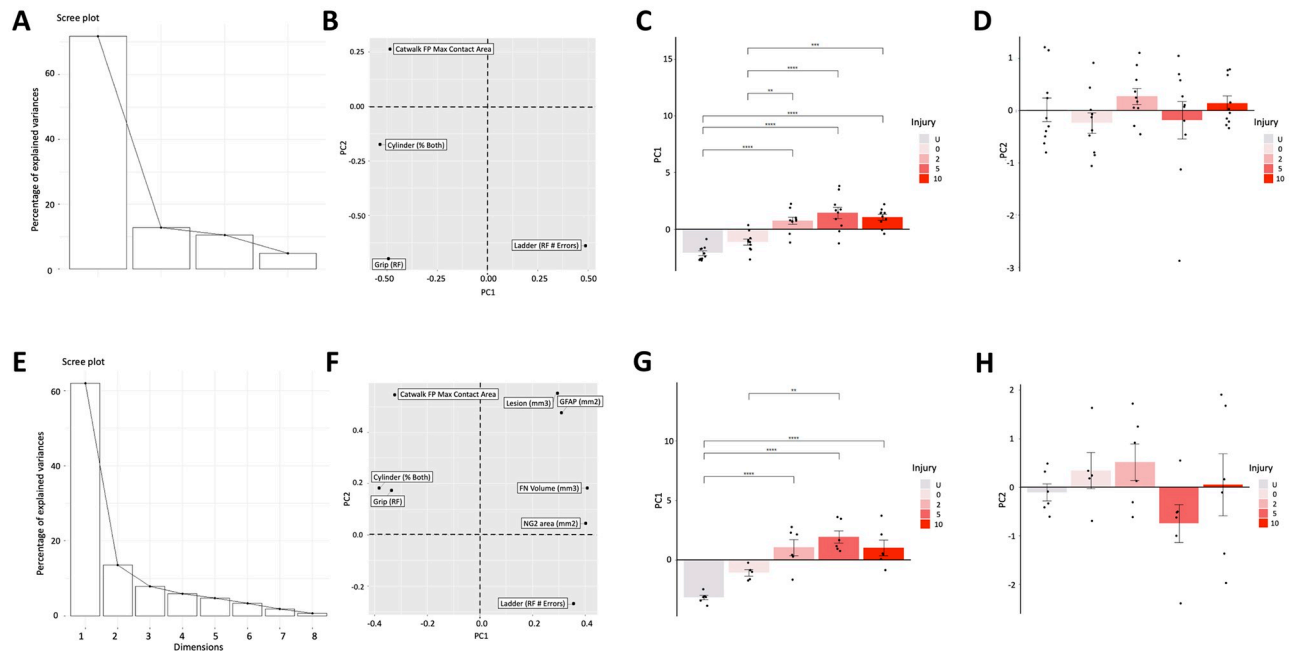 A
Scree plot
Percentage of explained variances
60
40
20
0
B
PC2
0.25
0.00
-0.25
-0.50
Catwalk FP Max Contact Area
Cylinder (% Both)
Ladder (RF # Errors)
Grip (RF)
-0.50
-0.25
0.00
0.25
0.50
PC1
C
PC1
15
10
5
0
***
****
**
****
****
****
Injury
U
0
2
5
10
D
PC2
1
0
-1
-2
-3
Injury
U
0
2
5
10
E
Scree plot
Percentage of explained variances
60
40
20
0
1 2 3 4 5 6 7 8
Dimensions
F
PC2
0.4
0.2
0.0
-0.2
Catwalk FP Max Contact Area
Lesion (mm3)
GFAP (mm2)
Cylinder (% Both)
Grip (RF)
FN Volume (mm3)
NG2 area (mm2)
Ladder (RF # Errors)
-0.4
-0.2
0.0
0.2
0.4
PC1
G
PC1
10
5
0
**
****
****
****
Injury
U
0
2
5
10
H
PC2
2
1
0
-1
-2
Injury
U
0
2
5
10